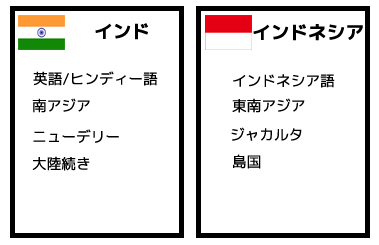 インド
英語/ヒンディー語
南アジア
ニューデリー
大陸続き
インドネシア
インドネシア語
東南アジア
ジャカルタ
島国